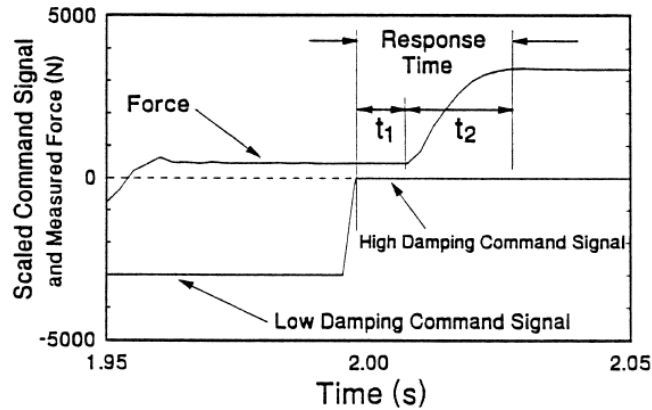 Scaled Command Signal
and Measured Force (N)
5000
0
-5000
Response
Time
Force
t₁
t₂
High Damping Command Signal
Low Damping Command Signal
1.95
2.00
2.05
Time (s)